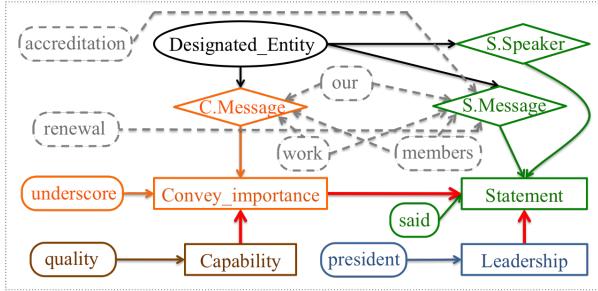 accreditation
Designated_Entity
S.Speaker
our
C.Message
S.Message
renewal
work
members
underscore
Convey_importance
Statement
said
quality
Capability
president
Leadership